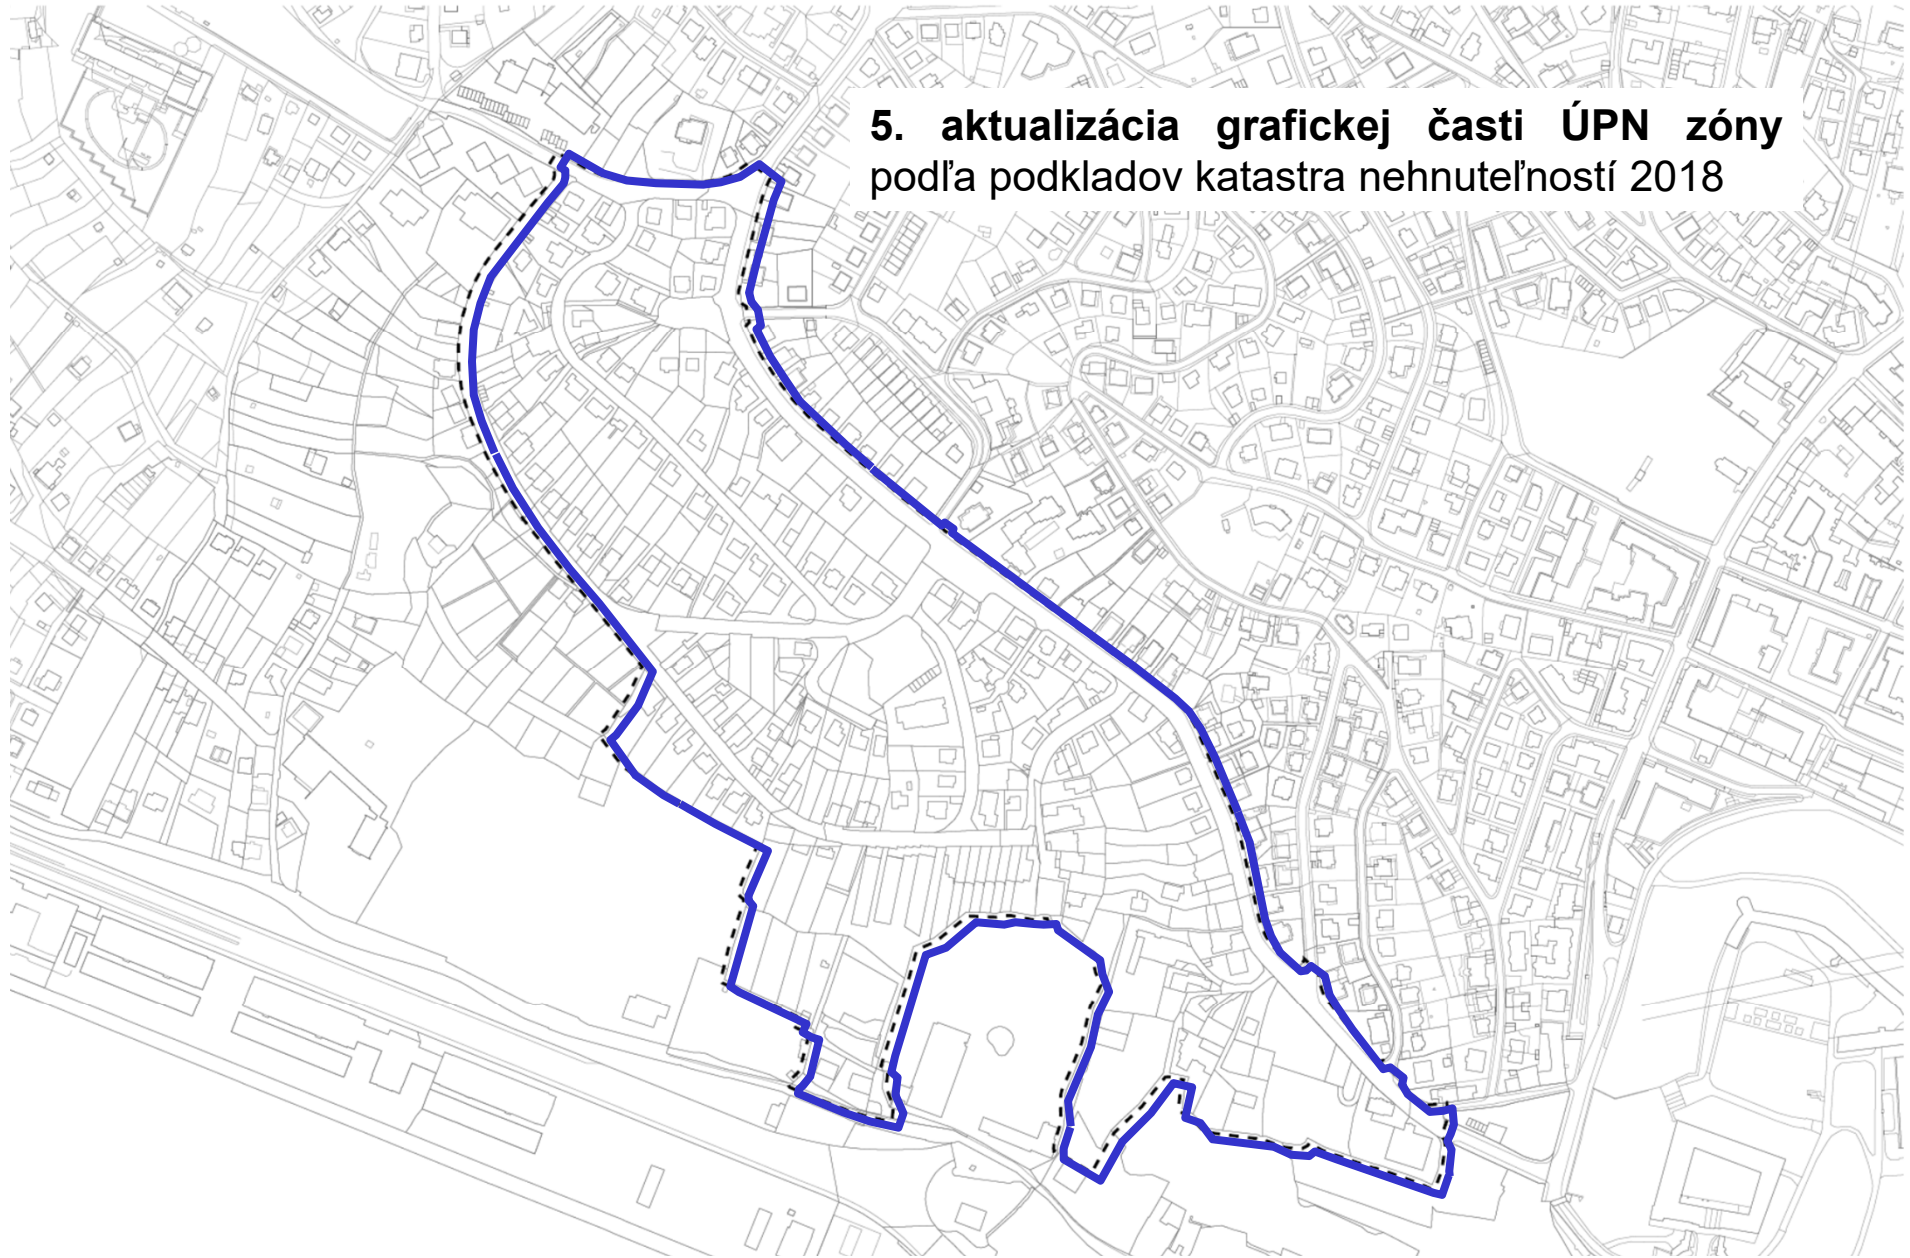 5. aktualizácia grafickej časti ÚPN zóny
podľa podkladov katastra nehnuteľností 2018